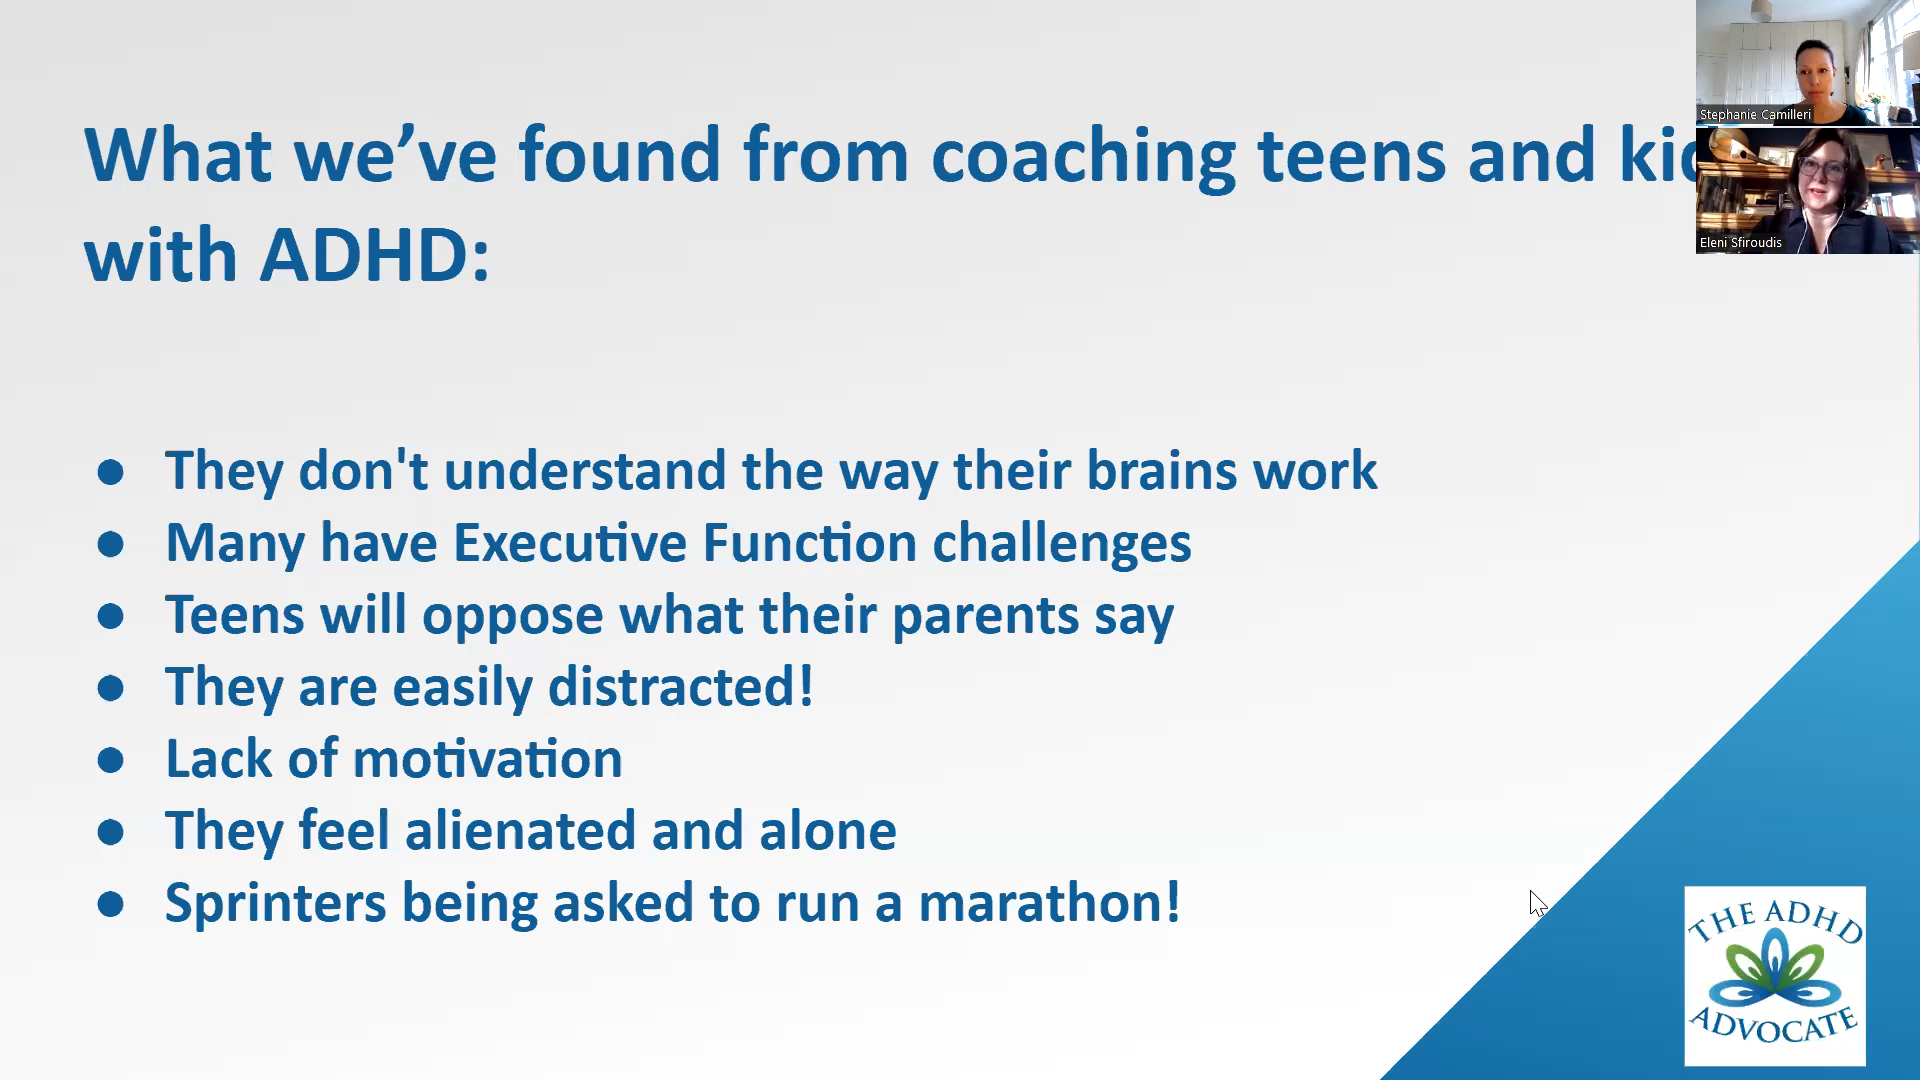 What we’ve found from coaching teens and
with ADHD:
● They don't understand the way their brains work
● Many have Executive Function challenges
● Teens will oppose what their parents say
● They are easily distracted!
● Lack of motivation
● They feel alienated and alone
● Sprinters being asked to run a marathon!
Stephanie Camilleri
Eleni Sfiroudis
THE ADHD
ADVOCATE